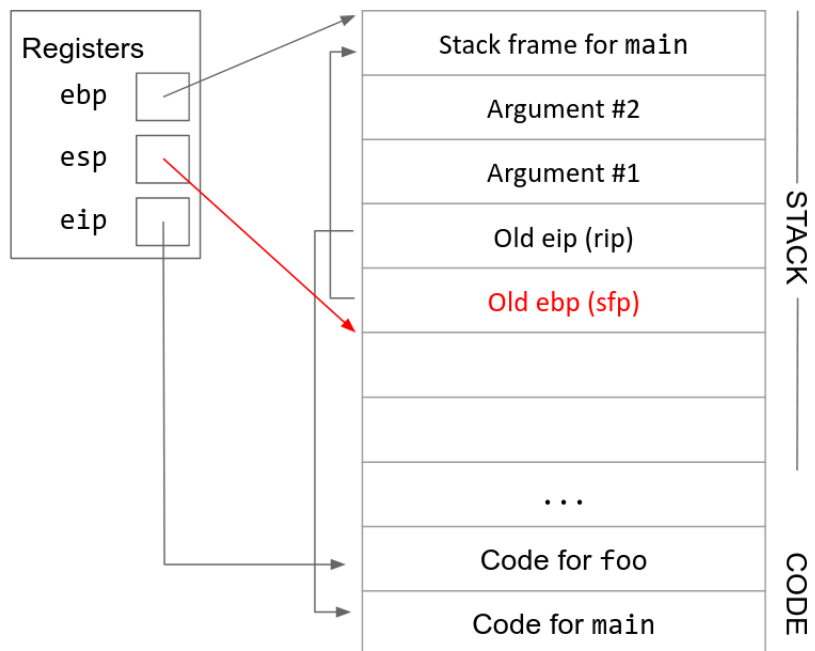 Registers
ebp
esp
eip
Stack frame for main
Argument #2
Argument #1
Old eip (rip)
Old ebp (sfp)
...
Code for foo
Code for main
STACK
CODE